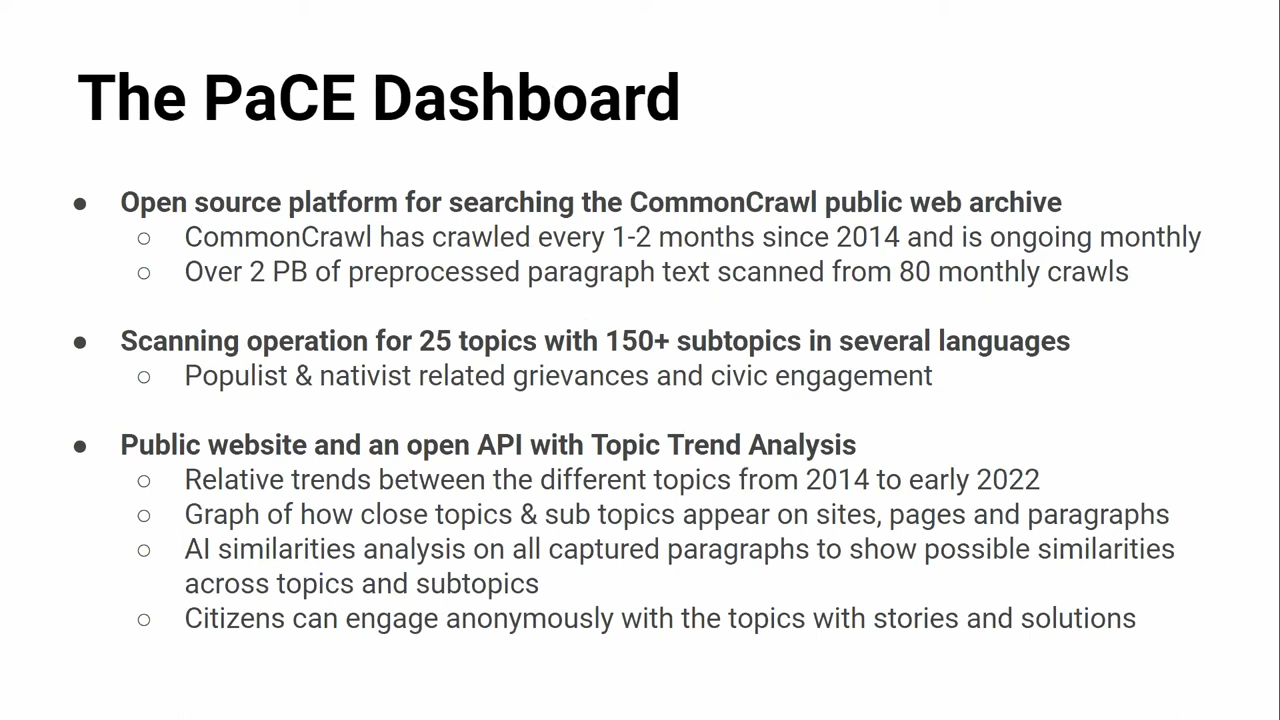 The PaCE Dashboard
● Open source platform for searching the CommonCrawl public web archive
○ CommonCrawl has crawled every 1-2 months since 2014 and is ongoing monthly
○ Over 2 PB of preprocessed paragraph text scanned from 80 monthly crawls
● Scanning operation for 25 topics with 150+ subtopics in several languages
○ Populist & nativist related grievances and civic engagement
● Public website and an open API with Topic Trend Analysis
○ Relative trends between the different topics from 2014 to early 2022
○ Graph of how close topics & sub topics appear on sites, pages and paragraphs
○ AI similarities analysis on all captured paragraphs to show possible similarities
across topics and subtopics
○ Citizens can engage anonymously with the topics with stories and solutions